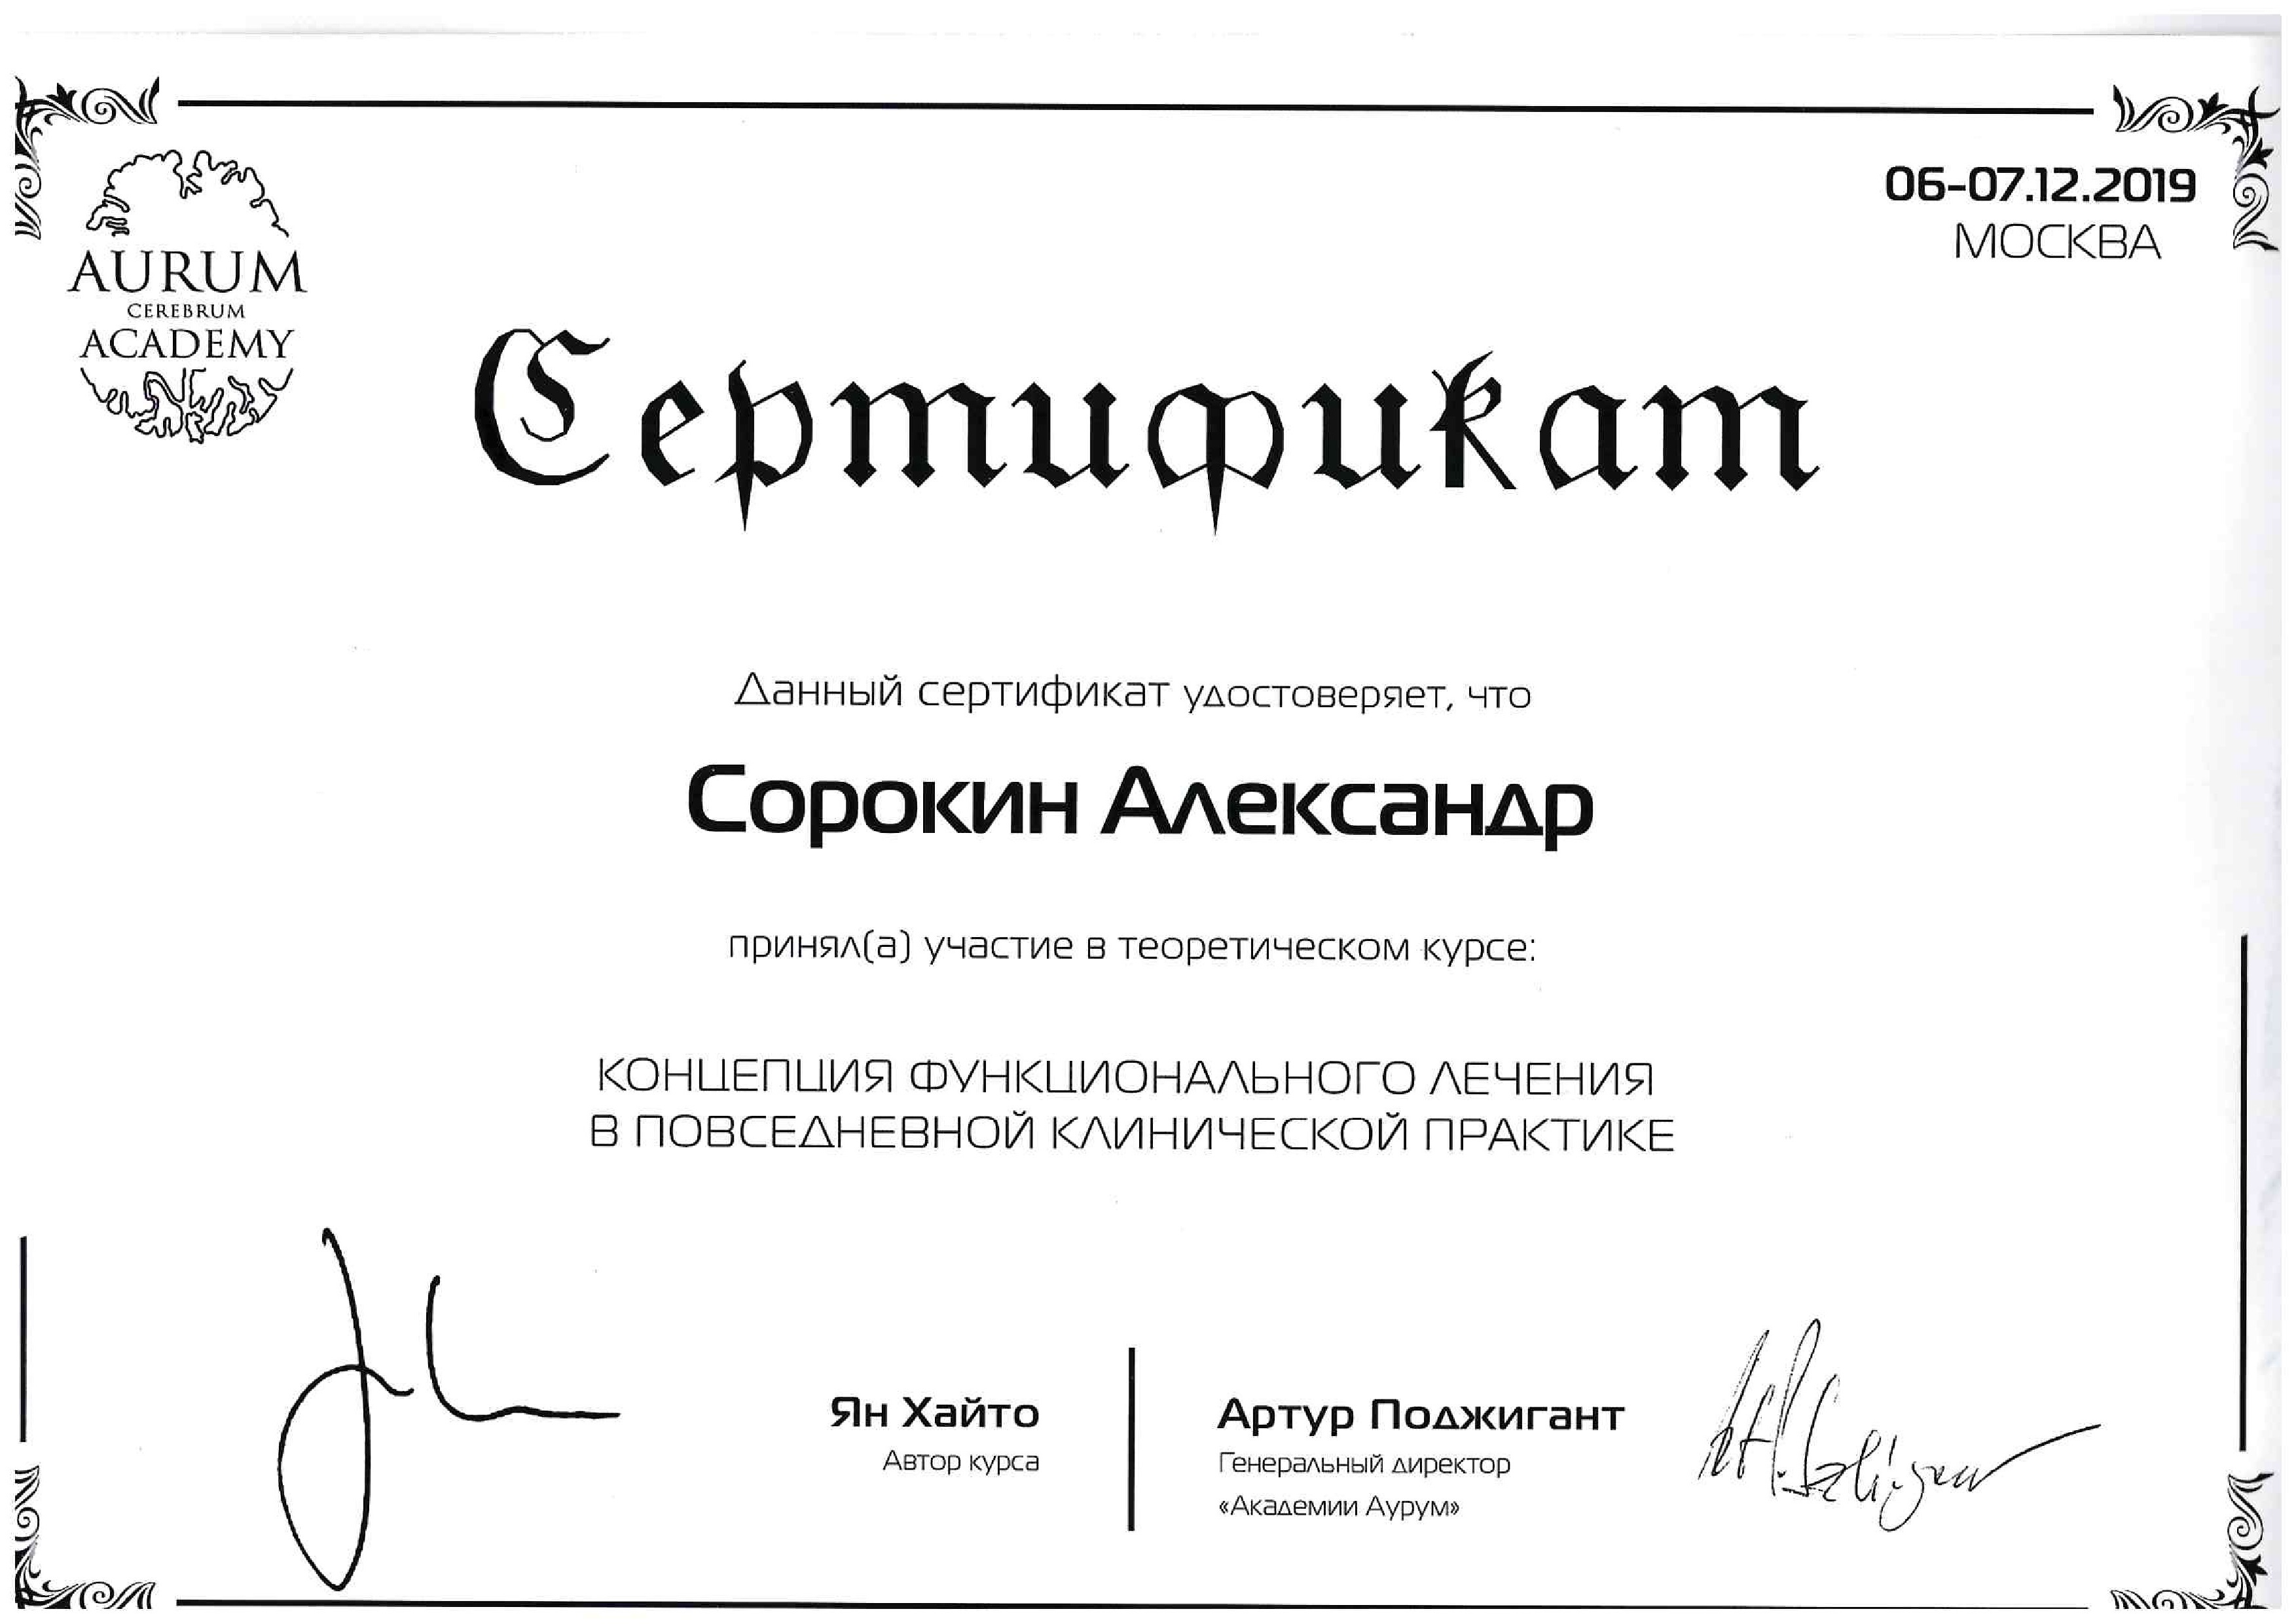 AURUM
CEREBRUM
ACADEMY
06-07.12.2019
МОСКВА
Сертификат
Данный сертификат удостоверяет, что
Сорокин Александр
принял(а) участие в теоретическом курсе:
КОНЦЕПЦИЯ ФУНКЦИОНАЛЬНОГО ЛЕЧЕНИЯ
В ПОВСЕДНЕВНОЙ КЛИНИЧЕСКОЙ ПРАКТИКЕ
Ян Хайто
Автор курса
Артур Поджигант
Генеральный директор
«Академии Аурум»